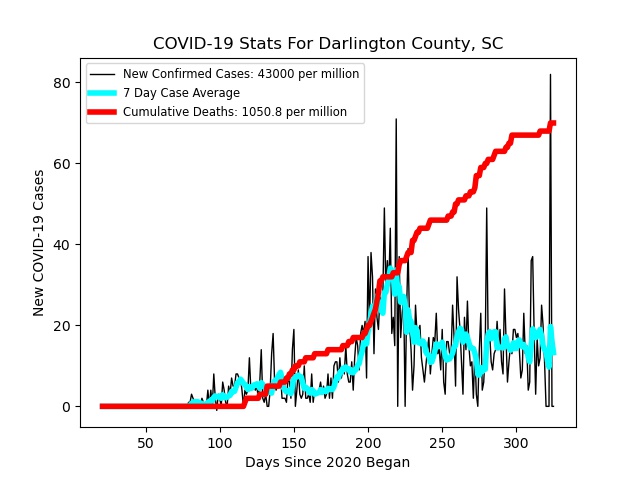 COVID-19 Stats For Darlington County, SC
New Confirmed Cases: 43000 per million
7 Day Case Average
Cumulative Deaths: 1050.8 per million
New COVID-19 Cases
80
60
40
20
0
50 100 150 200 250 300
Days Since 2020 Began